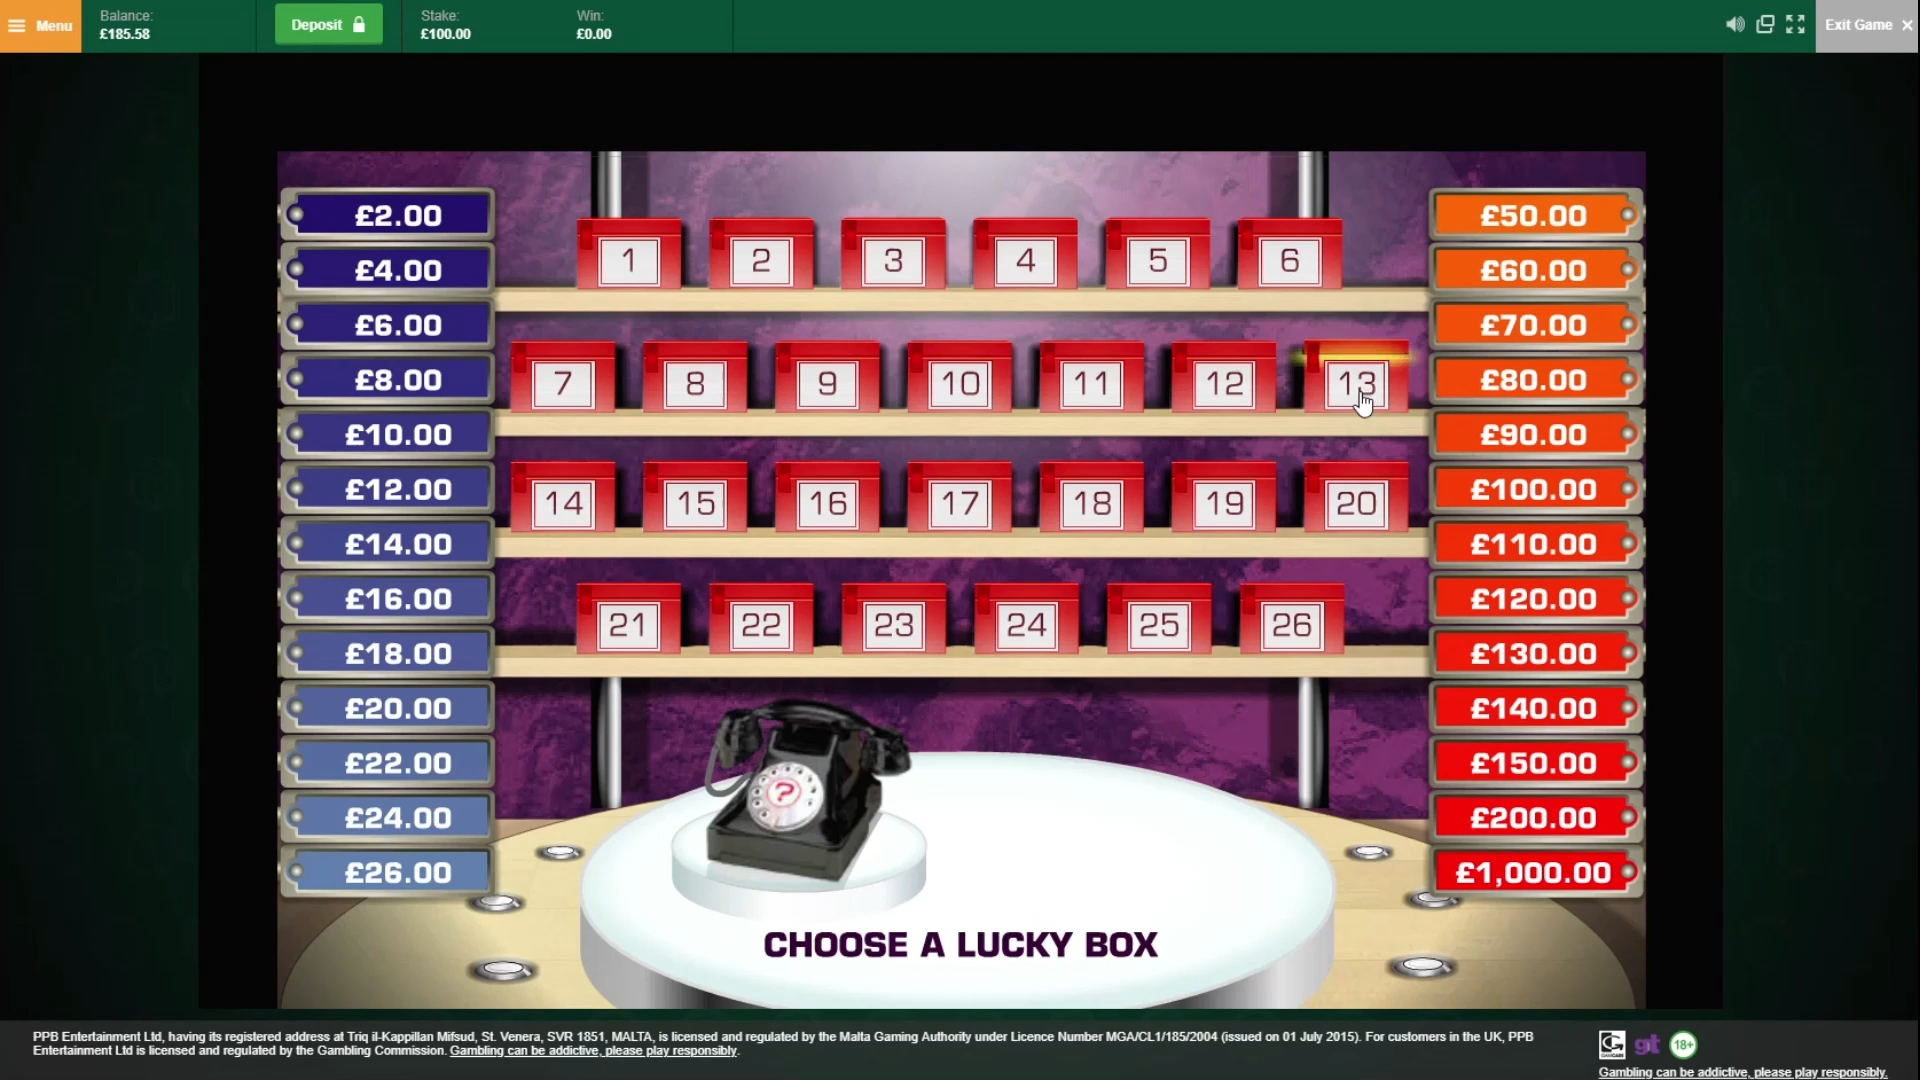 Menu
Balance:
£185.58
Deposit
Stake:
£100.00
Win:
£0.00
Exit Game
£2.00
£4.00
£6.00
£8.00
£10.00
£12.00
£14.00
£16.00
£18.00
£20.00
£22.00
£24.00
£26.00
1 2 3 4 5 6
7 8 9 10 11 12 13
14 15 16 17 18 19 20
21 22 23 24 25 26
£50.00
£60.00
£70.00
£80.00
£90.00
£100.00
£110.00
£120.00
£130.00
£140.00
£150.00
£200.00
£1,000.00
?
CHOOSE A LUCKY BOX
PPB Entertainment Ltd, having its registered address at Triq il-Kappillan Mifsud, St. Venera, SVR 1851, MALTA, is licensed and regulated by the Malta Gaming Authority under Licence Number MGA/CL1/185/2004 (issued on 01 July 2015). For customers in the UK, PPB
Entertainment Ltd is licensed and regulated by the Gambling Commission. Gambling can be addictive, please play responsibly.
GAMCARE
gt
18+
Gambling can be addictive, please play responsibly.